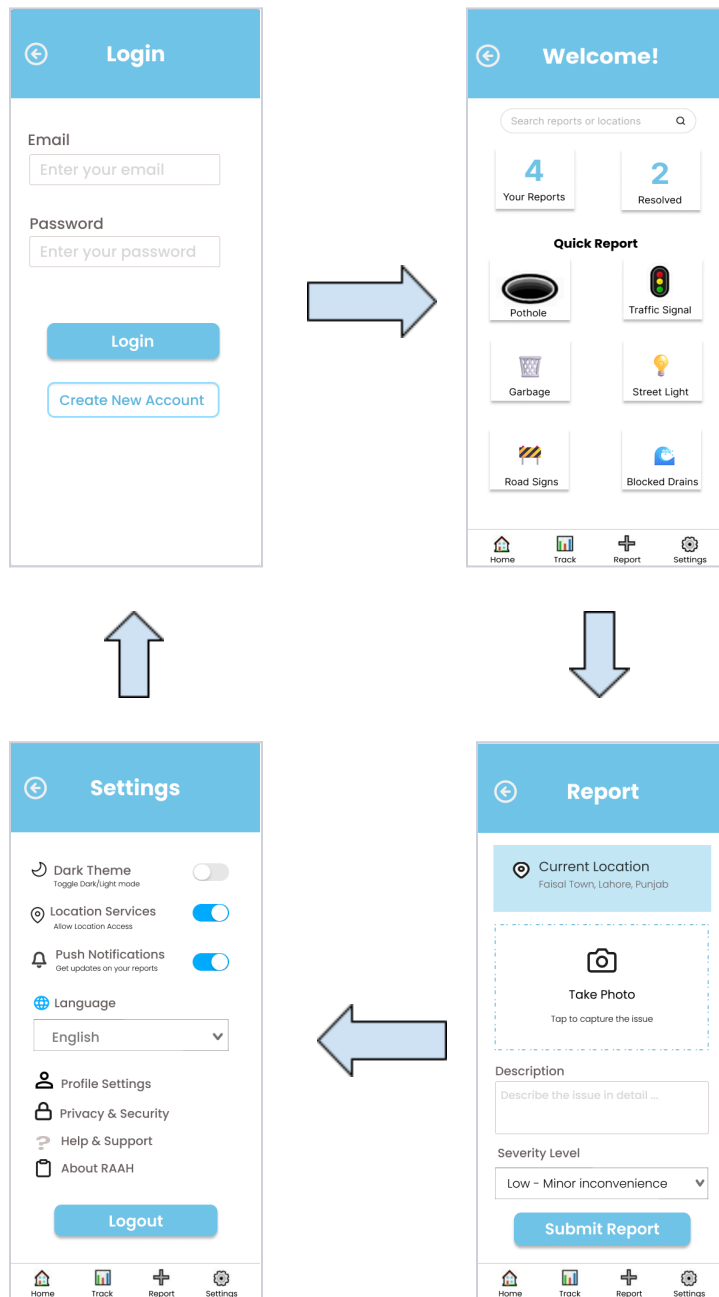 Login
Email
Enter your email
Password
Enter your password
Login
Create New Account
Welcome!
Search reports or locations
4
Your Reports
2
Resolved
Quick Report
Pothole
Traffic Signal
Garbage
Street Light
Road Signs
Blocked Drains
Home
Track
Report
Settings
Settings
Dark Theme
Toggle Dark/Light mode
Location Services
Allow Location Access
Push Notifications
Get updates on your reports
Language
English
Profile Settings
Privacy & Security
Help & Support
About RAAH
Logout
Home
Track
Report
Settings
Report
Current Location
Faisal Town, Lahore, Punjab
Take Photo
Tap to capture the issue
Description
Describe the issue in detail ...
Severity Level
Low - Minor inconvenience
Submit Report
Home
Track
Report
Settings